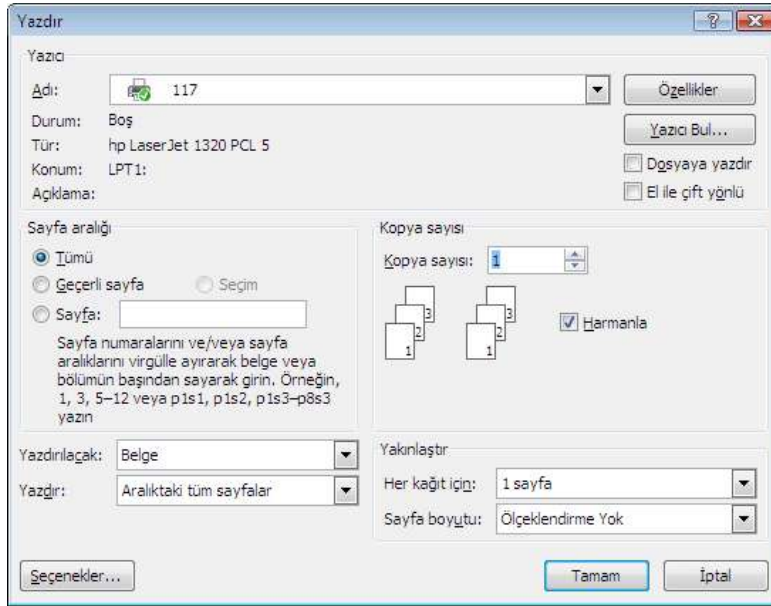 Yazdır
Yazıcı
Adı: 117
Özellikler
Durum: Boş
Yazıcı Bul...
Tür: hp LaserJet 1320 PCL 5
Konum: LPT1:
Dosyaya yazdır
Açıklama:
El ile çift yönlü
Sayfa aralığı
Tümü
Geçerli sayfa Seçim
Sayfa:
Sayfa numaralarını ve/veya sayfa
aralıklarını virgülle ayırarak belge veya
bölümün başından sayarak girin. Örneğin,
1, 3, 5–12 veya p1s1, p1s2, p1s3–p8s3
yazın
Kopya sayısı
Kopya sayısı: 1
3 3
2 2
1 1
Harmanla
Yazdırılacak: Belge
Yazdır: Aralıktaki tüm sayfalar
Yakınlaştır
Her kağıt için: 1 sayfa
Sayfa boyutu: Ölçeklendirme Yok
Seçenekler...
Tamam
İptal